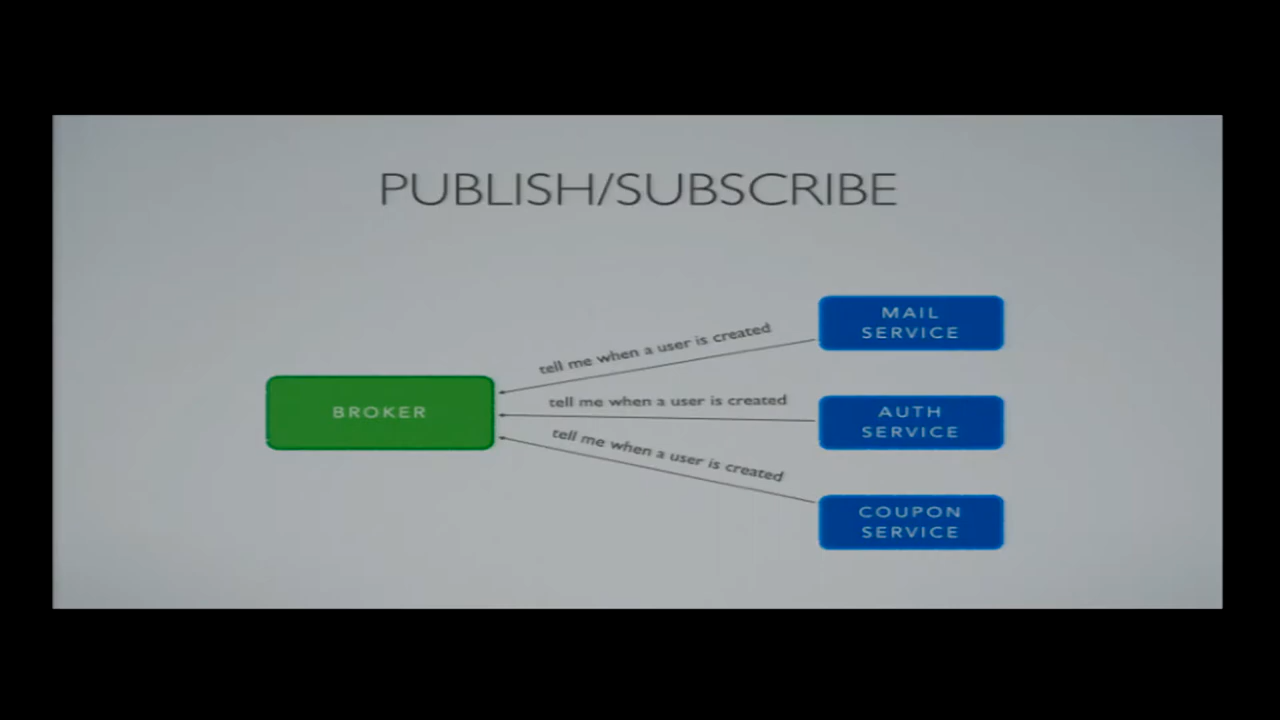 PUBLISH/SUBSCRIBE
MAIL
SERVICE
tell me when a user is created
BROKER
tell me when a user is created
AUTH
SERVICE
tell me when a user is created
COUPON
SERVICE